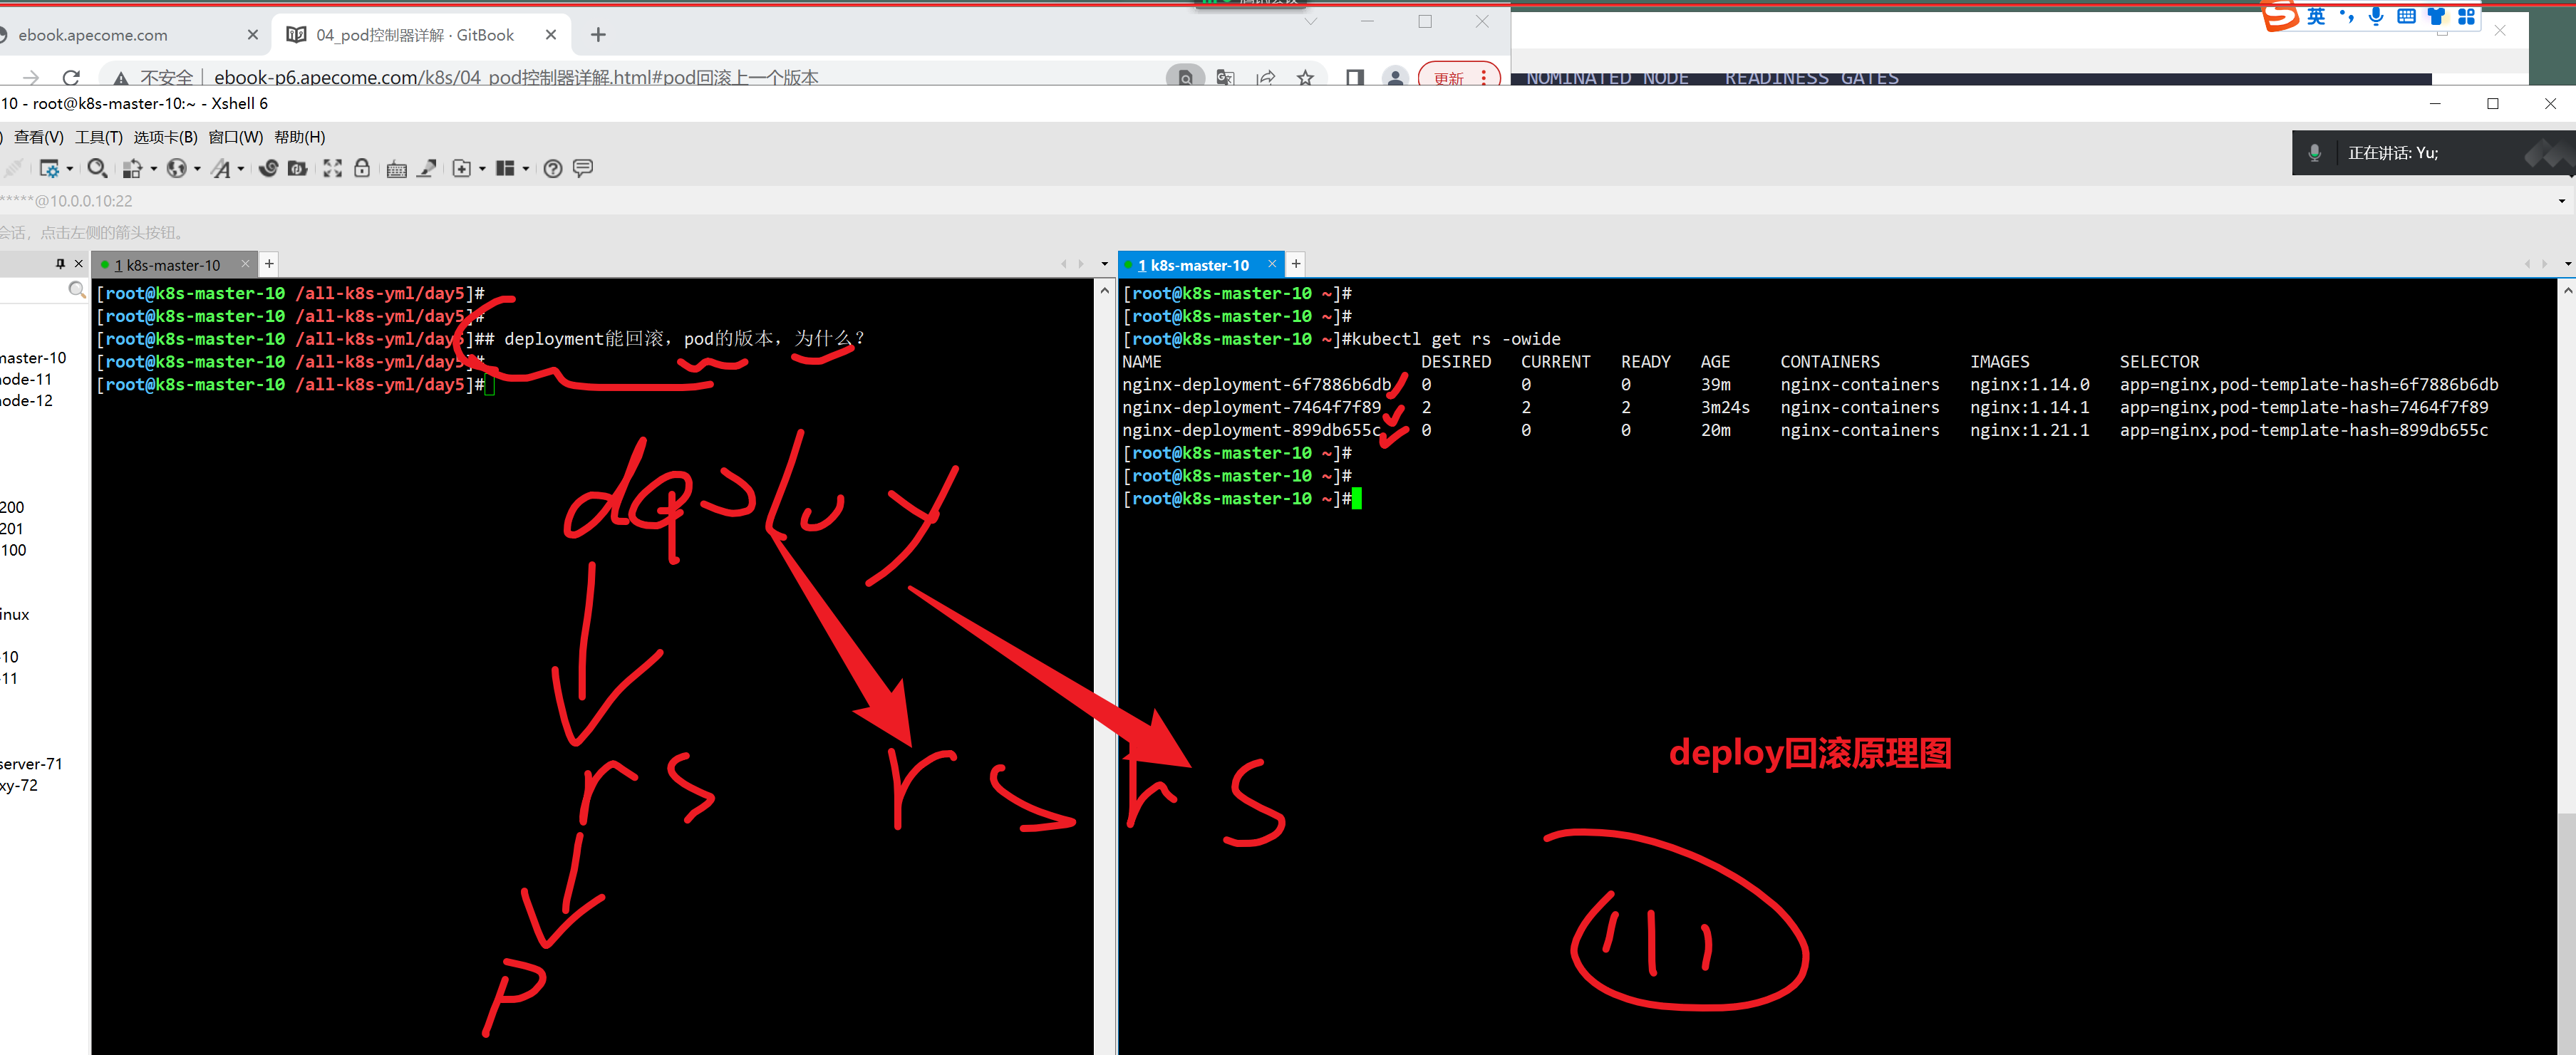 腾讯会议
ebook.apecome.com
04_pod控制器详解 · GitBook
不安全
ebook-p6.apecome.com/k8s/04_pod控制器详解.html#pod回滚上一个版本
更新
英
NOMINATED NODE READINESS GATES
10 - root@k8s-master-10:~ - Xshell 6
) 查看(V) 工具(T) 选项卡(B) 窗口(W) 帮助(H)
正在讲话: Yu;
*****@10.0.0.10:22
会话，点击左侧的箭头按钮。
1 k8s-master-10
1 k8s-master-10
naster-10
node-11
node-12
200
201
100
inux
-10
-11
server-71
xy-72
[root@k8s-master-10 /all-k8s-yml/day5]#
[root@k8s-master-10 /all-k8s-yml/day5]#
[root@k8s-master-10 /all-k8s-yml/day5]## deployment能回滚，pod的版本，为什么？
[root@k8s-master-10 /all-k8s-yml/day5]#
[root@k8s-master-10 /all-k8s-yml/day5]#
deploy
rs
rs
rs
p
[root@k8s-master-10 ~]#
[root@k8s-master-10 ~]#
[root@k8s-master-10 ~]#kubectl get rs -owide
NAME DESIRED CURRENT READY AGE CONTAINERS IMAGES SELECTOR
nginx-deployment-6f7886b6db 0 0 0 39m nginx-containers nginx:1.14.0 app=nginx,pod-template-hash=6f7886b6db
nginx-deployment-7464f7f89 2 2 2 3m24s nginx-containers nginx:1.14.1 app=nginx,pod-template-hash=7464f7f89
nginx-deployment-899db655c 0 0 0 20m nginx-containers nginx:1.21.1 app=nginx,pod-template-hash=899db655c
[root@k8s-master-10 ~]#
[root@k8s-master-10 ~]#
[root@k8s-master-10 ~]#
deploy回滚原理图